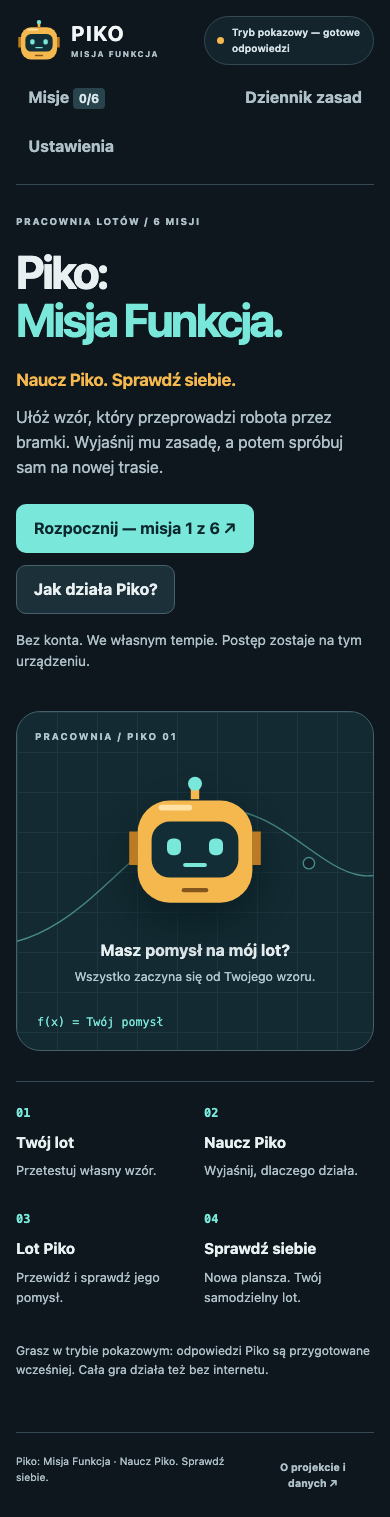 PIKO
MISJA FUNKCJA
Tryb pokazowy — gotowe
odpowiedzi
Misje 0/6
Dziennik zasad
Ustawienia
PRACOWNIA LOTÓW / 6 MISJI
Piko:
Misja Funkcja.
Naucz Piko. Sprawdź siebie.
Ułóż wzór, który przeprowadzi robota przez
bramki. Wyjaśnij mu zasadę, a potem spróbuj
sam na nowej trasie.
Rozpocznij — misja 1 z 6 ↗
Jak działa Piko?
Bez konta. We własnym tempie. Postęp zostaje na tym
urządzeniu.
PRACOWNIA / PIKO 01
Masz pomysł na mój lot?
Wszystko zaczyna się od Twojego wzoru.
f(x) = Twój pomysł
01
Twój lot
Przetestuj własny wzór.
02
Naucz Piko
Wyjaśnij, dlaczego działa.
03
Lot Piko
Przewidź i sprawdź jego
pomysł.
04
Sprawdź siebie
Nowa plansza. Twój
samodzielny lot.
Grasz w trybie pokazowym: odpowiedzi Piko są przygotowane
wcześniej. Cała gra działa też bez internetu.
Piko: Misja Funkcja · Naucz Piko. Sprawdź
siebie.
O projekcie i
danych ↗